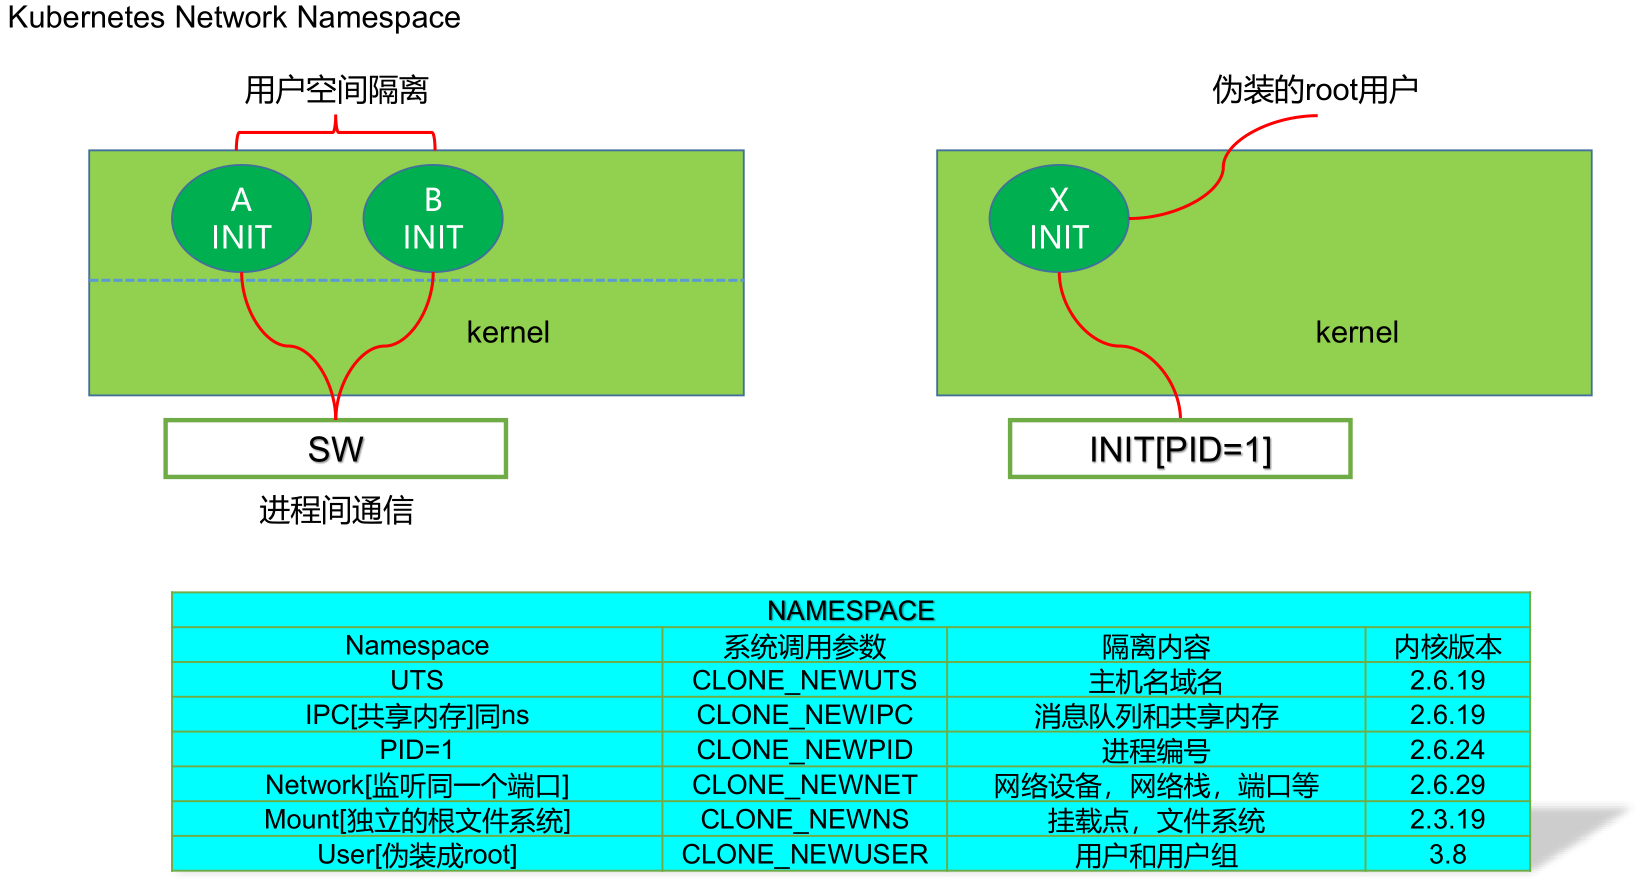 Kubernetes Network Namespace
用户空间隔离
伪装的root用户
A
INIT
B
INIT
X
INIT
kernel
kernel
SW
INIT[PID=1]
进程间通信
NAMESPACE
Namespace 系统调用参数 隔离内容 内核版本
UTS CLONE_NEWUTS 主机名域名 2.6.19
IPC[共享内存]同ns CLONE_NEWIPC 消息队列和共享内存 2.6.19
PID=1 CLONE_NEWPID 进程编号 2.6.24
Network[监听同一个端口] CLONE_NEWNET 网络设备，网络栈，端口等 2.6.29
Mount[独立的根文件系统] CLONE_NEWNS 挂载点，文件系统 2.3.19
User[伪装成root] CLONE_NEWUSER 用户和用户组 3.8